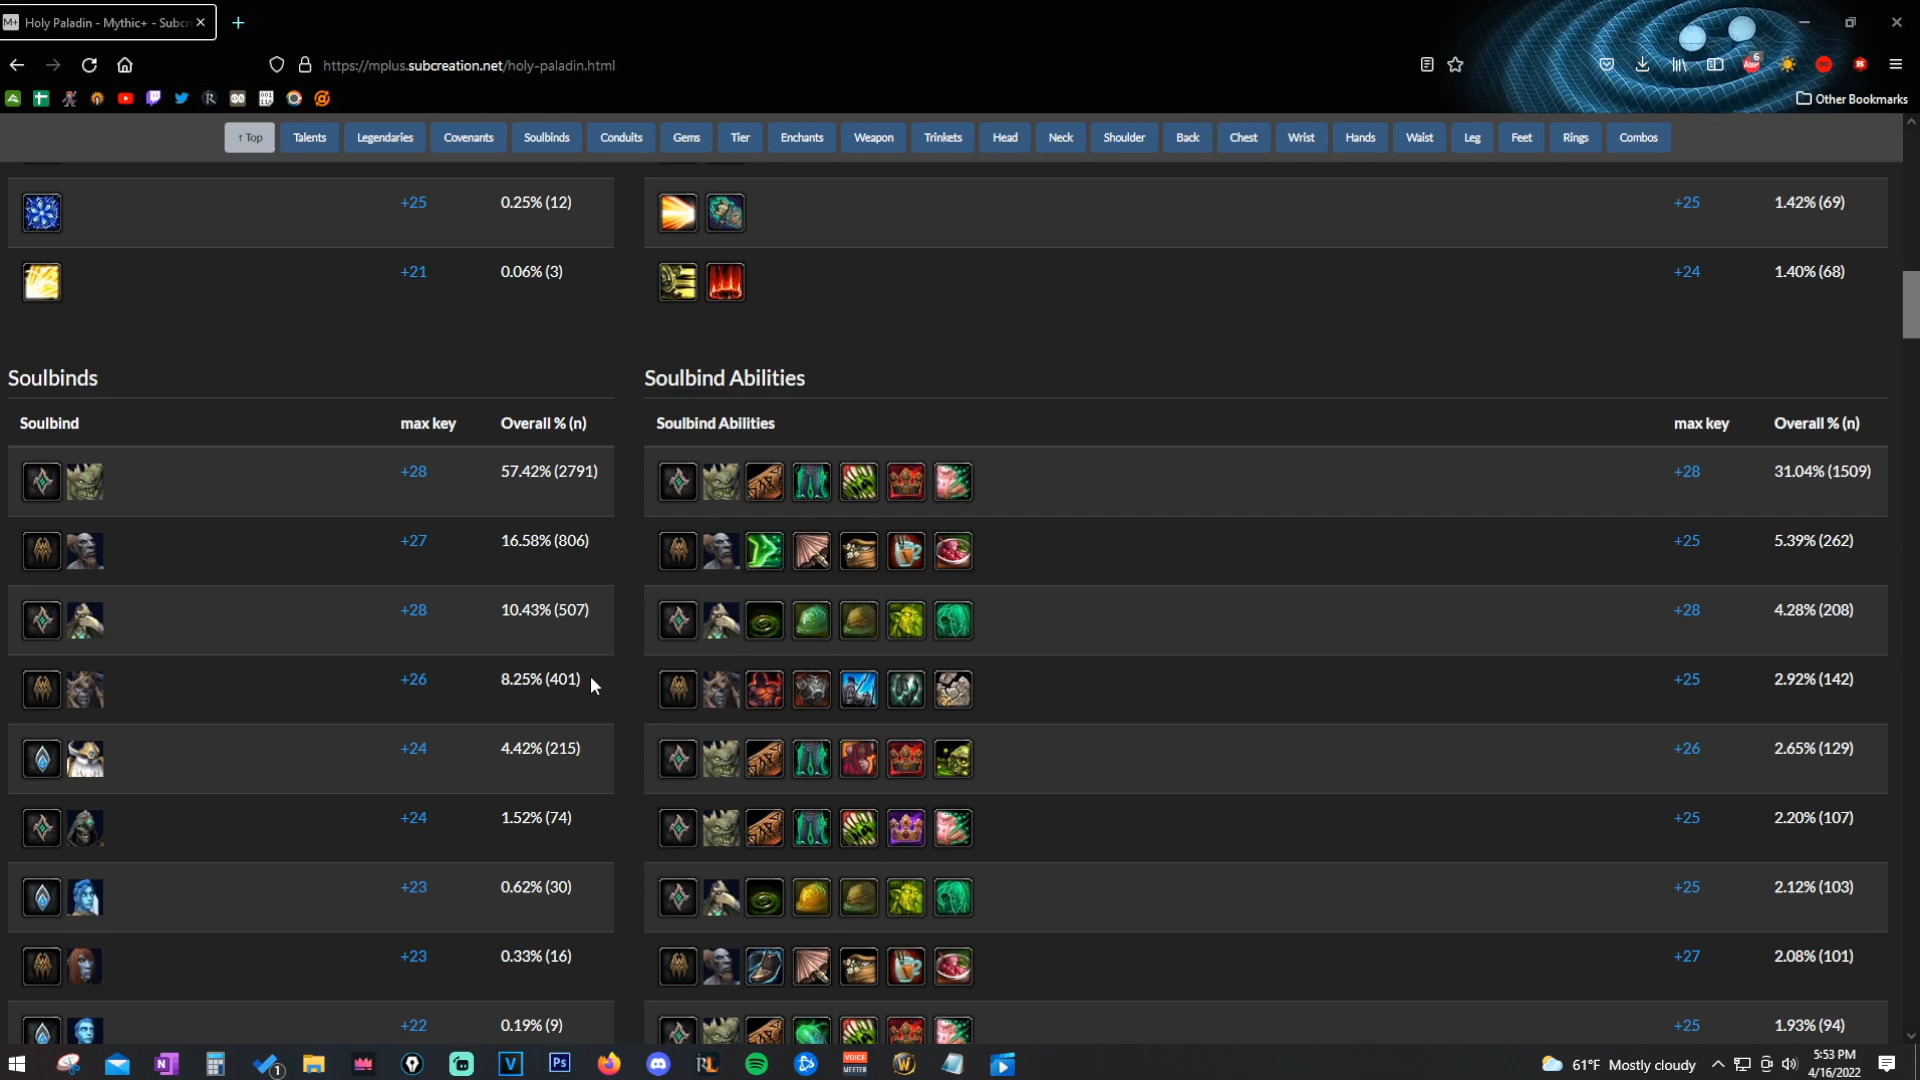 Holy Paladin - Mythic+ - Subcr
https://mplus.subcreation.net/holy-paladin.html
6
Other Bookmarks
↑ Top Talents Legendaries Covenants Soulbinds Conduits Gems Tier Enchants Weapon Trinkets Head Neck Shoulder Back Chest Wrist Hands Waist Leg Feet Rings Combos
+25 0.25% (12) +25 1.42% (69)
+21 0.06% (3) +24 1.40% (68)
Soulbinds Soulbind Abilities
Soulbind max key Overall % (n) Soulbind Abilities max key Overall % (n)
+28 57.42% (2791) +28 31.04% (1509)
+27 16.58% (806) +25 5.39% (262)
+28 10.43% (507) +28 4.28% (208)
+26 8.25% (401) +25 2.92% (142)
+24 4.42% (215) +26 2.65% (129)
+24 1.52% (74) +25 2.20% (107)
+23 0.62% (30) +25 2.12% (103)
+23 0.33% (16) +27 2.08% (101)
+22 0.19% (9) +25 1.93% (94)
61°F Mostly cloudy
5:53 PM
4/16/2022